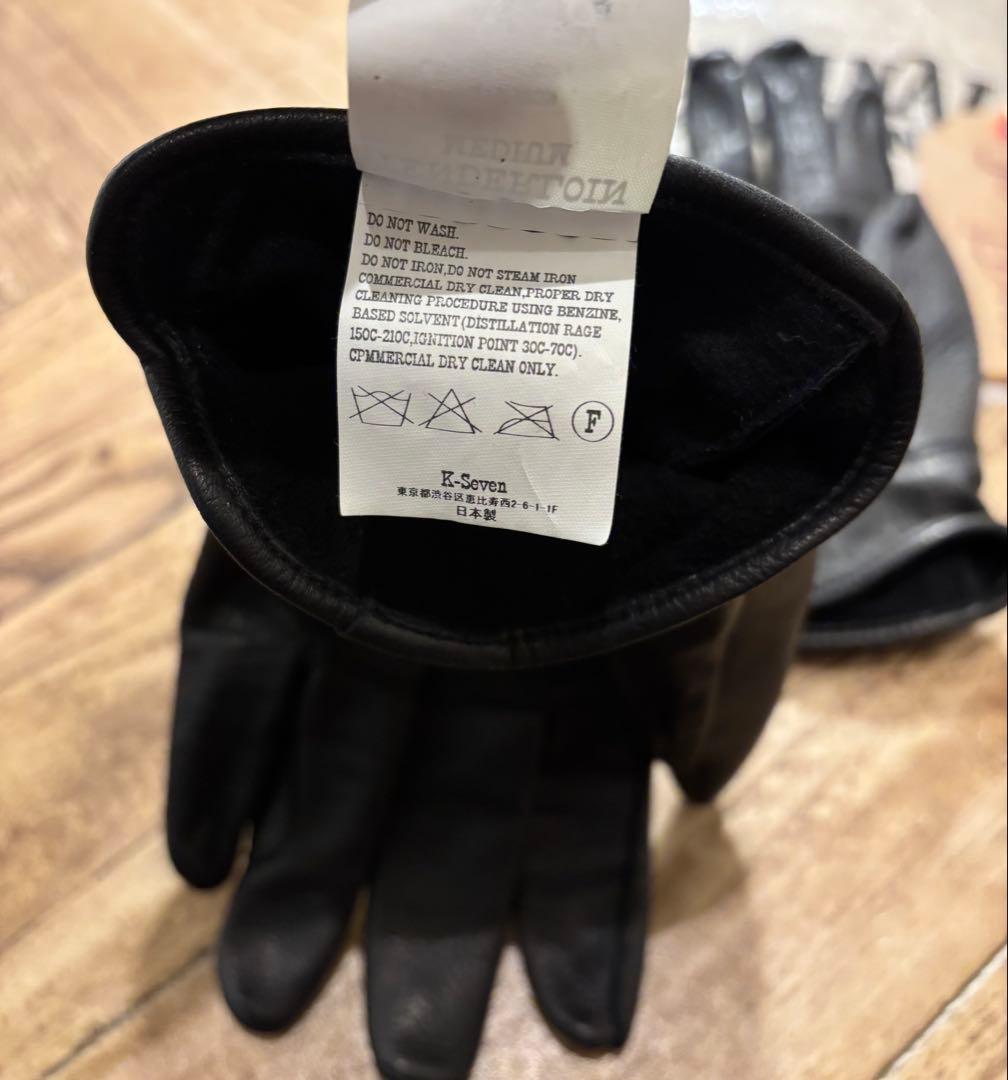 MEDIUM
TENDERLOIN
DO NOT WASH.
DO NOT BLEACH.
DO NOT IRON,DO NOT STEAM IRON
COMMERCIAL DRY CLEAN,PROPER DRY
CLEANING PROCEDURE USING BENZINE,
BASED SOLVENT(DISTILLATION RAGE
150C-210C,IGNITION POINT 30C-70C).
CPMMERCIAL DRY CLEAN ONLY.
F
K-Seven
東京都渋谷区恵比寿西2-6-1-1F
日本製